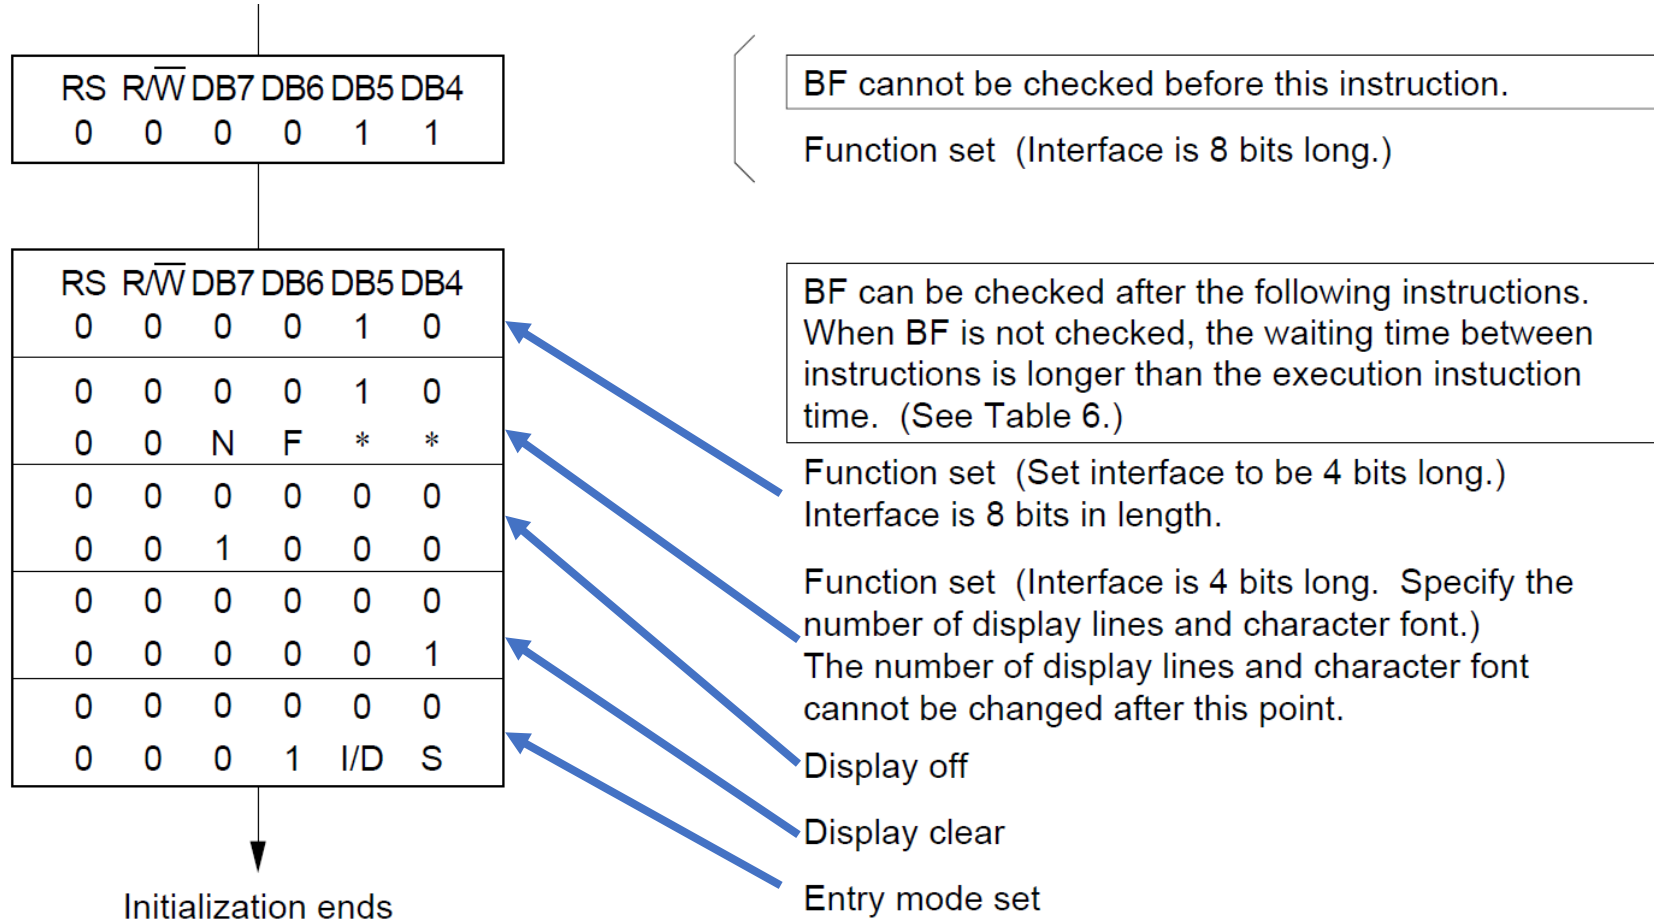 RS R/W̅ DB7 DB6 DB5 DB4
0 0 0 0 1 1
BF cannot be checked before this instruction.
Function set (Interface is 8 bits long.)
RS R/W̅ DB7 DB6 DB5 DB4
0 0 0 0 1 0
0 0 0 0 1 0
0 0 N F * *
0 0 0 0 0 0
0 0 1 0 0 0
0 0 0 0 0 0
0 0 0 0 0 1
0 0 0 0 0 0
0 0 0 1 I/D S
Initialization ends
BF can be checked after the following instructions.
When BF is not checked, the waiting time between
instructions is longer than the execution instuction
time. (See Table 6.)
Function set (Set interface to be 4 bits long.)
Interface is 8 bits in length.
Function set (Interface is 4 bits long. Specify the
number of display lines and character font.)
The number of display lines and character font
cannot be changed after this point.
Display off
Display clear
Entry mode set